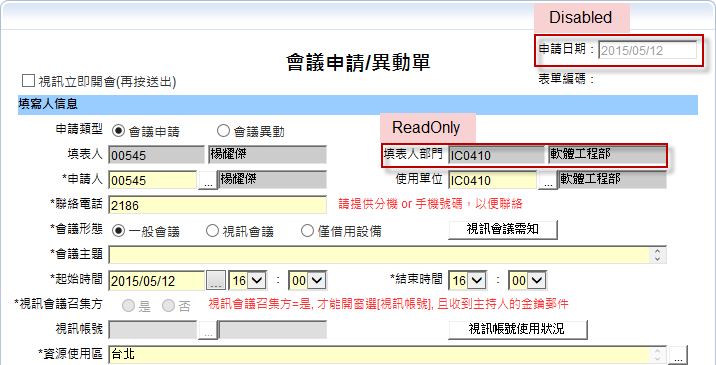 Disabled
申請日期： 2015/05/12
會議申請/異動單
視訊立即開會(再按送出)
表單編碼：
填寫人信息
ReadOnly
申請類型 會議申請 會議異動
填表人 00545 楊燿傑 填表人部門 IC0410 軟體工程部
*申請人 00545 ... 楊燿傑 使用單位 IC0410 ... 軟體工程部
*聯絡電話 2186 請提供分機 or 手機號碼，以便聯絡
*會議形態 一般會議 視訊會議 僅借用設備 視訊會議需知
*會議主題
*起始時間 2015/05/12 ... 16 : 00 *結束時間 16 : 00
*視訊會議召集方 是 否 視訊會議召集方=是, 才能開窗選[視訊帳號], 且收到主持人的金鑰郵件
視訊帳號 ... 視訊帳號使用狀況
*資源使用區 台北 ...